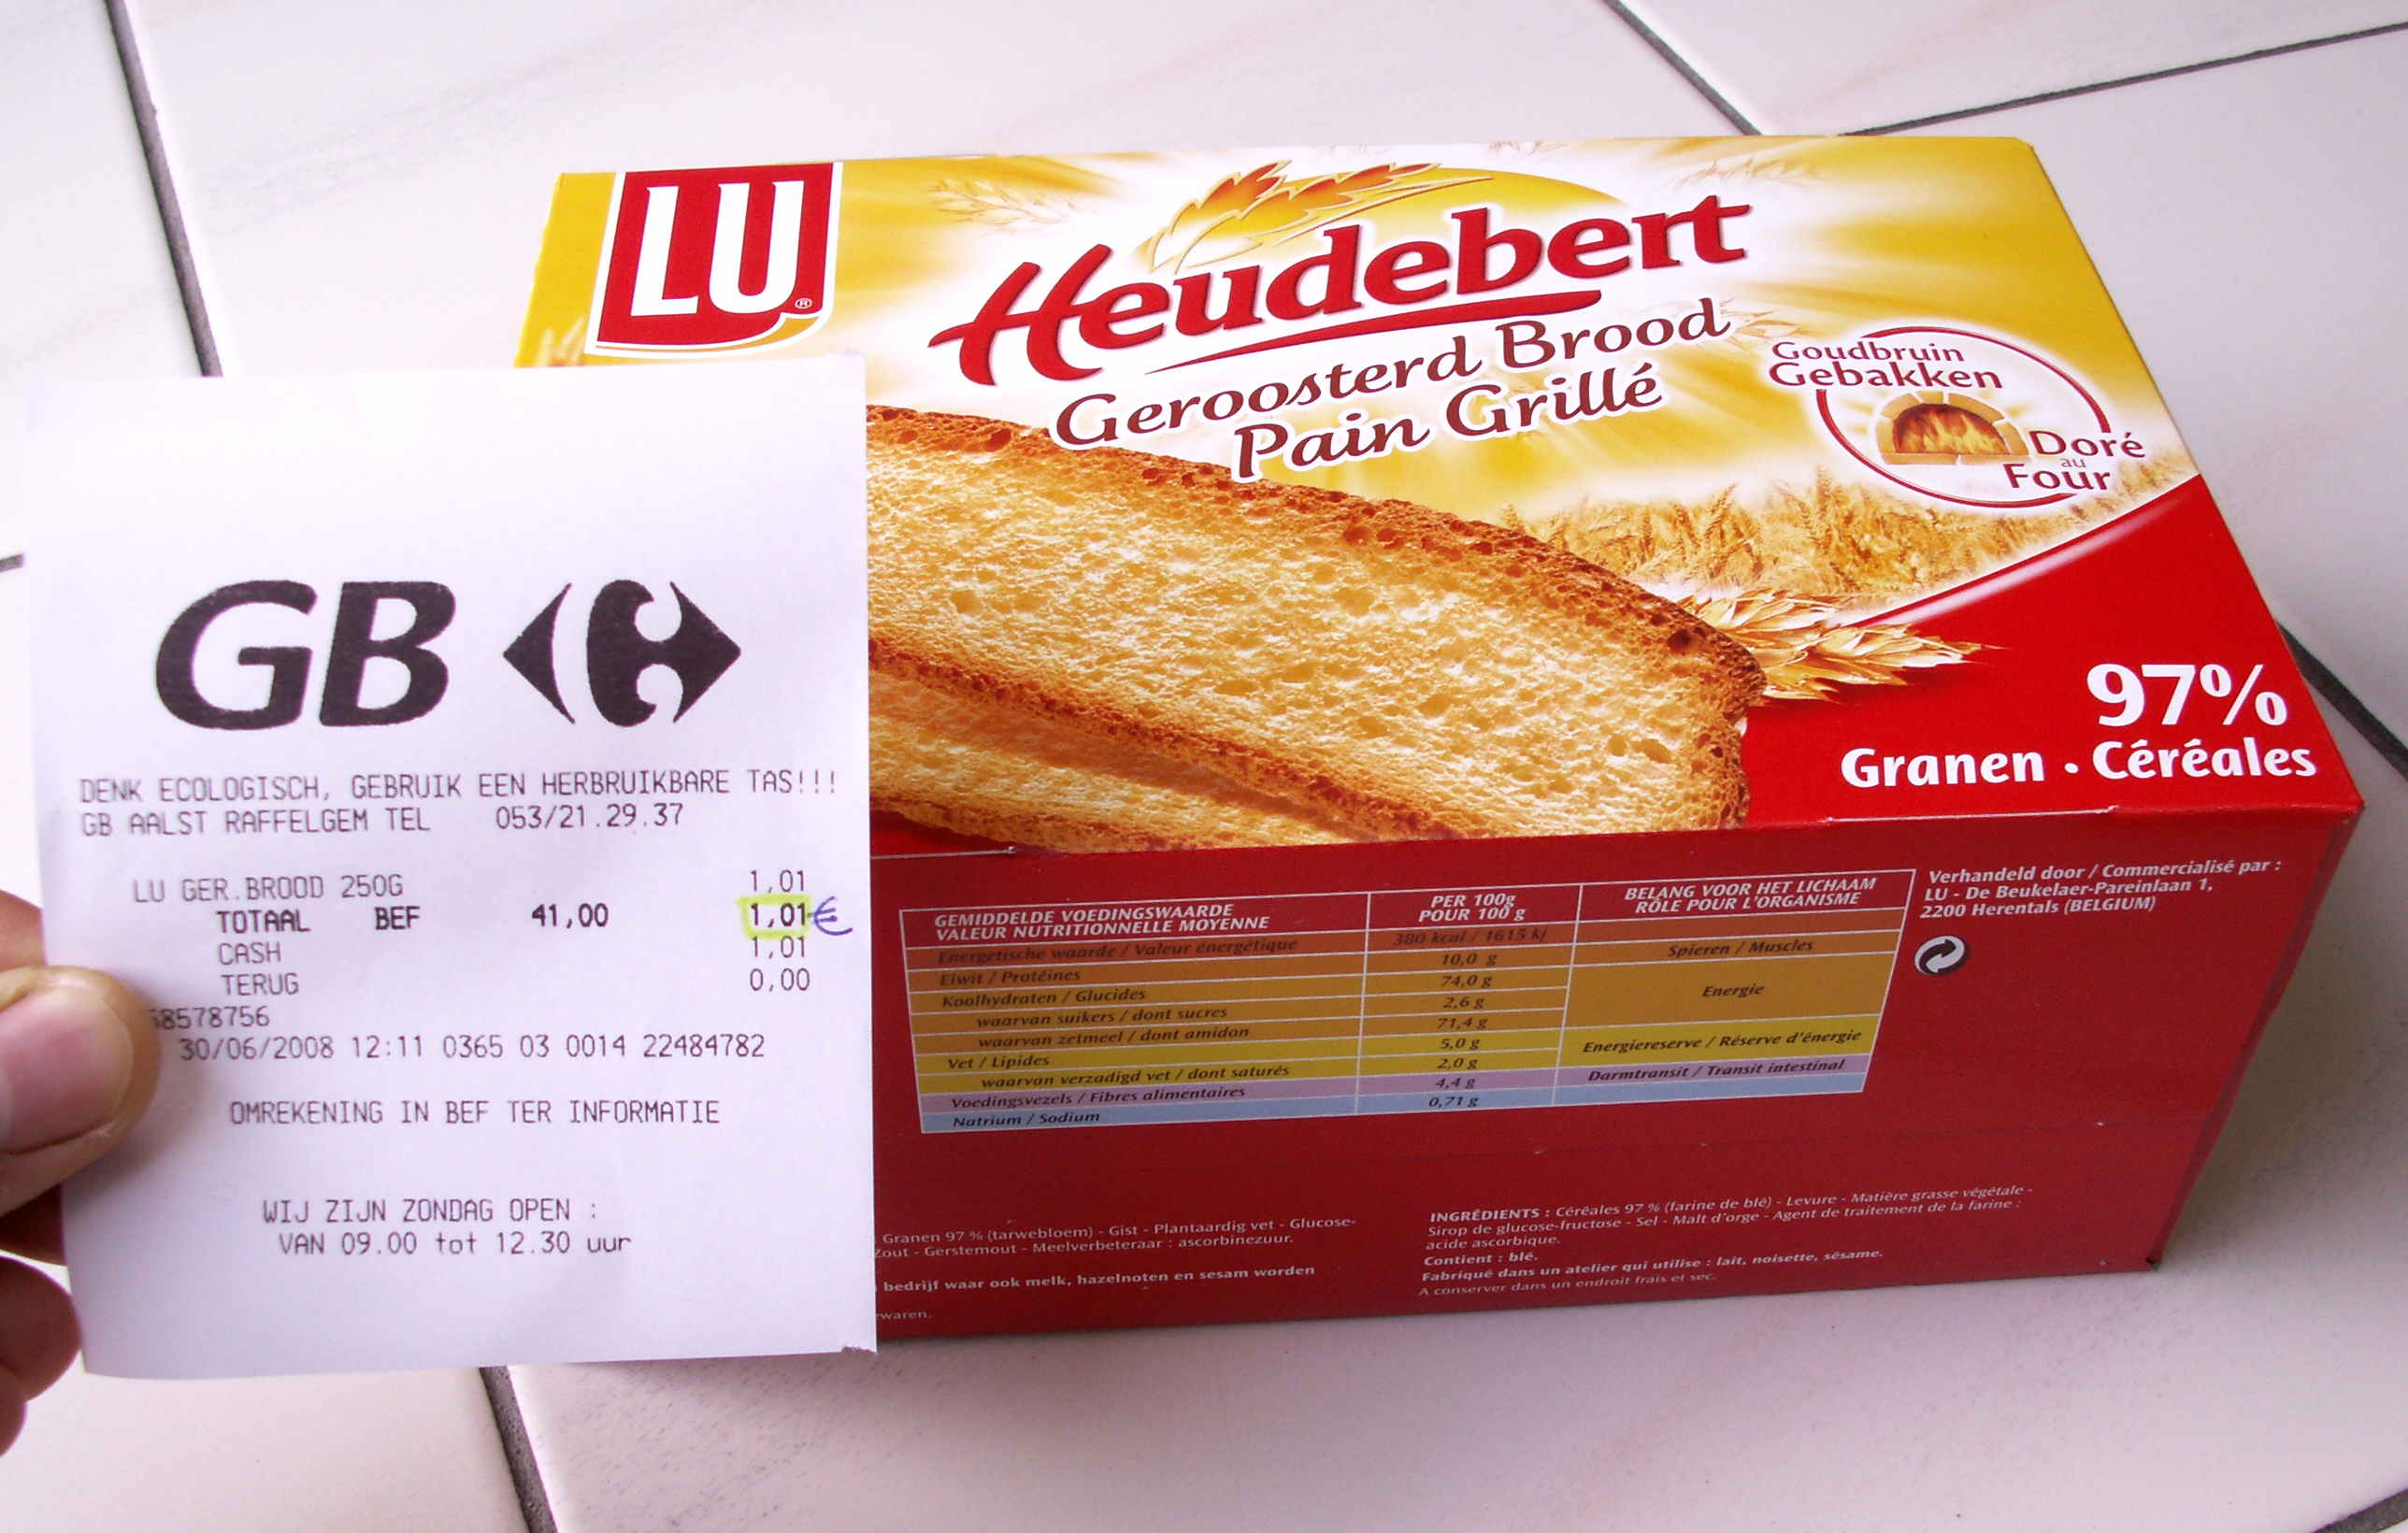 GB
DENK ECOLOGISCH, GEBRUIK EEN HERBRUIKBARE TAS!!!
GB AALST RAFFELGEM TEL 053/21.29.37
LU GER.BROOD 250G 1,01
TOTAAL BEF 41,00 1,01€
CASH 1,01
TERUG 0,00
8578756
30/06/2008 12:11 0365 03 0014 22484782
OMREKENING IN BEF TER INFORMATIE
WIJ ZIJN ZONDAG OPEN :
VAN 09.00 tot 12.30 uur
LU®
Heudebert
Geroosterd Brood
Pain Grillé
Goudbruin
Gebakken
Doré
au
Four
97%
Granen · Céréales
GEMIDDELDE VOEDINGSWAARDE
VALEUR NUTRITIONNELLE MOYENNE
PER 100g
POUR 100 g
BELANG VOOR HET LICHAAM
RÔLE POUR L'ORGANISME
Energetische waarde / Valeur énergétique 380 kcal / 1615 kJ
Eiwit / Protéines 10,0 g Spieren / Muscles
Koolhydraten / Glucides 74,0 g Energie
waarvan suikers / dont sucres 2,6 g
waarvan zetmeel / dont amidon 71,4 g
Vet / Lipides 5,0 g Energiereserve / Réserve d'énergie
waarvan verzadigd vet / dont saturés 2,0 g
Voedingsvezels / Fibres alimentaires 4,4 g Darmtransit / Transit intestinal
Natrium / Sodium 0,71 g
Verhandeld door / Commercialisé par :
LU - De Beukelaer-Pareinlaan 1,
2200 Herentals (BELGIUM)
Granen 97 % (tarwebloem) - Gist - Plantaardig vet - Glucose-
Zout - Gerstemout - Meelverbeteraar : ascorbinezuur.
bedrijf waar ook melk, hazelnoten en sesam worden
waren.
INGRÉDIENTS : Céréales 97 % (farine de blé) - Levure - Matière grasse végétale -
Sirop de glucose-fructose - Sel - Malt d'orge - Agent de traitement de la farine :
acide ascorbique.
Contient : blé.
Fabriqué dans un atelier qui utilise : lait, noisette, sésame.
A conserver dans un endroit frais et sec.